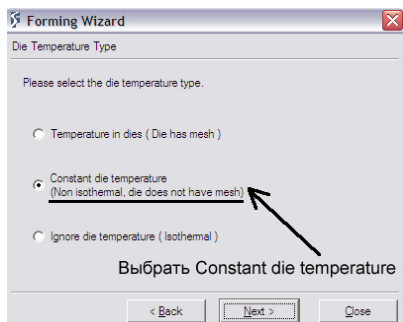 Forming Wizard
Die Temperature Type
Please select the die temperature type.
Temperature in dies ( Die has mesh )
Constant die temperature
(Non isothermal, die does not have mesh)
Ignore die temperature ( Isothermal )
Выбрать Constant die temperature
< Back Next > Close